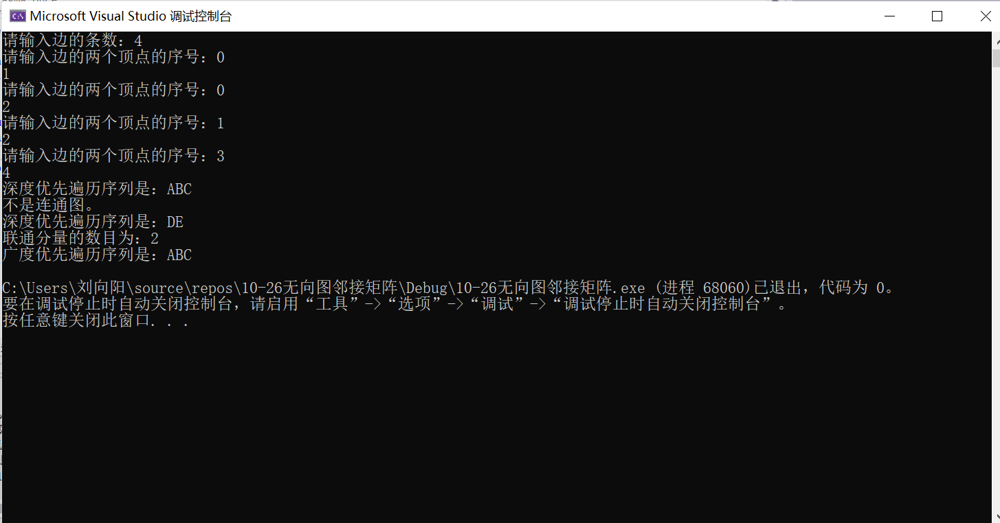 Microsoft Visual Studio 调试控制台
请输入边的条数：4
请输入边的两个顶点的序号：0
1
请输入边的两个顶点的序号：0
2
请输入边的两个顶点的序号：1
2
请输入边的两个顶点的序号：3
4
深度优先遍历序列是：ABC
不是连通图。
深度优先遍历序列是：DE
联通分量的数目为：2
广度优先遍历序列是：ABC
C:\Users\刘向阳\source\repos\10-26无向图邻接矩阵\Debug\10-26无向图邻接矩阵.exe (进程 68060)已退出，代码为 0。
要在调试停止时自动关闭控制台，请启用“工具”->“选项”->“调试”->“调试停止时自动关闭控制台”。
按任意键关闭此窗口. . .